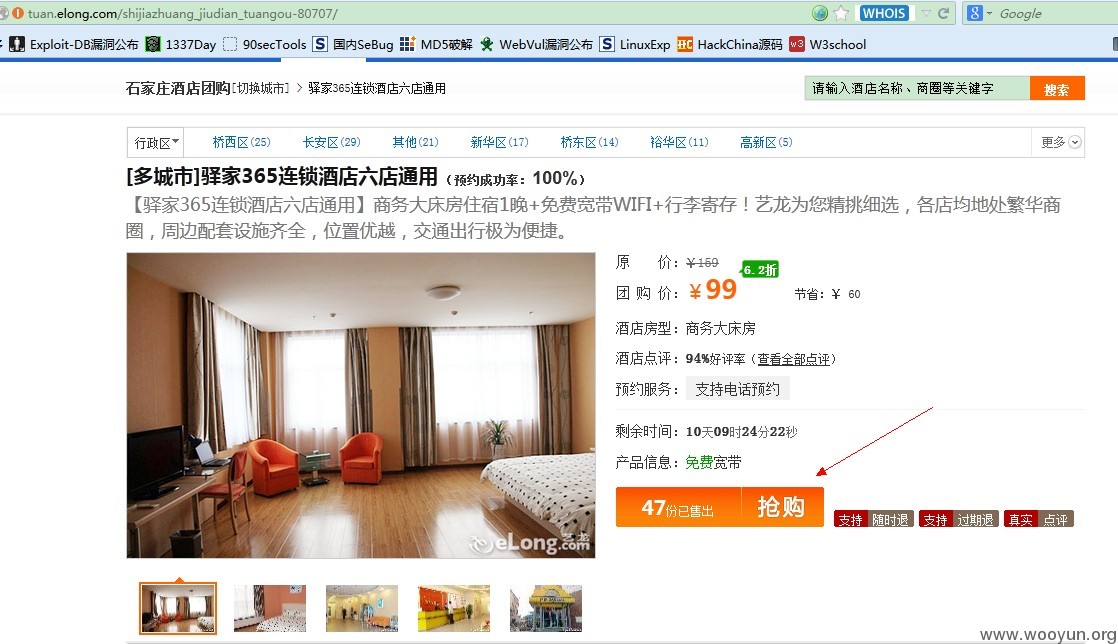 tuan.elong.com/shijiazhuang_jiudian_tuangou-80707/ WHOIS Google
Exploit-DB漏洞公布 1337Day 90secTools 国内SeBug MD5破解 WebVul漏洞公布 LinuxExp HackChina源码 W3school
石家庄酒店团购[切换城市] > 驿家365连锁酒店六店通用 请输入酒店名称、商圈等关键字 搜索
行政区 桥西区(25) 长安区(29) 其他(21) 新华区(17) 桥东区(14) 裕华区(11) 高新区(5) 更多
[多城市]驿家365连锁酒店六店通用 (预约成功率：100%)
【驿家365连锁酒店六店通用】商务大床房住宿1晚+免费宽带WIFI+行李寄存！艺龙为您精挑细选，各店均地处繁华商
圈，周边配套设施齐全，位置优越，交通出行极为便捷。
原 价：¥159 6.2折
团 购 价：¥99 节省：¥ 60
酒店房型：商务大床房
酒店点评：94%好评率（查看全部点评）
预约服务：支持电话预约
剩余时间：10天09时24分22秒
产品信息：免费宽带
47份已售出 抢购
支持 随时退 支持 过期退 真实 点评
eLong.com 艺龙
www.wooyun.org